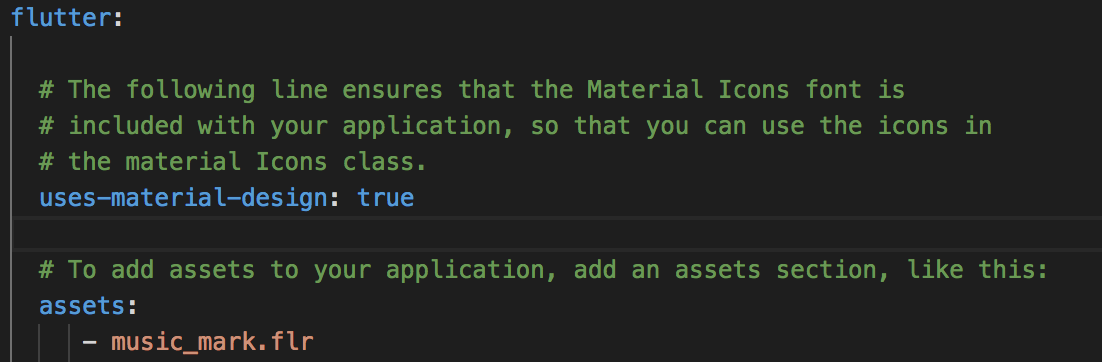 flutter:
# The following line ensures that the Material Icons font is
# included with your application, so that you can use the icons in
# the material Icons class.
uses-material-design: true
# To add assets to your application, add an assets section, like this:
assets:
- music_mark.flr